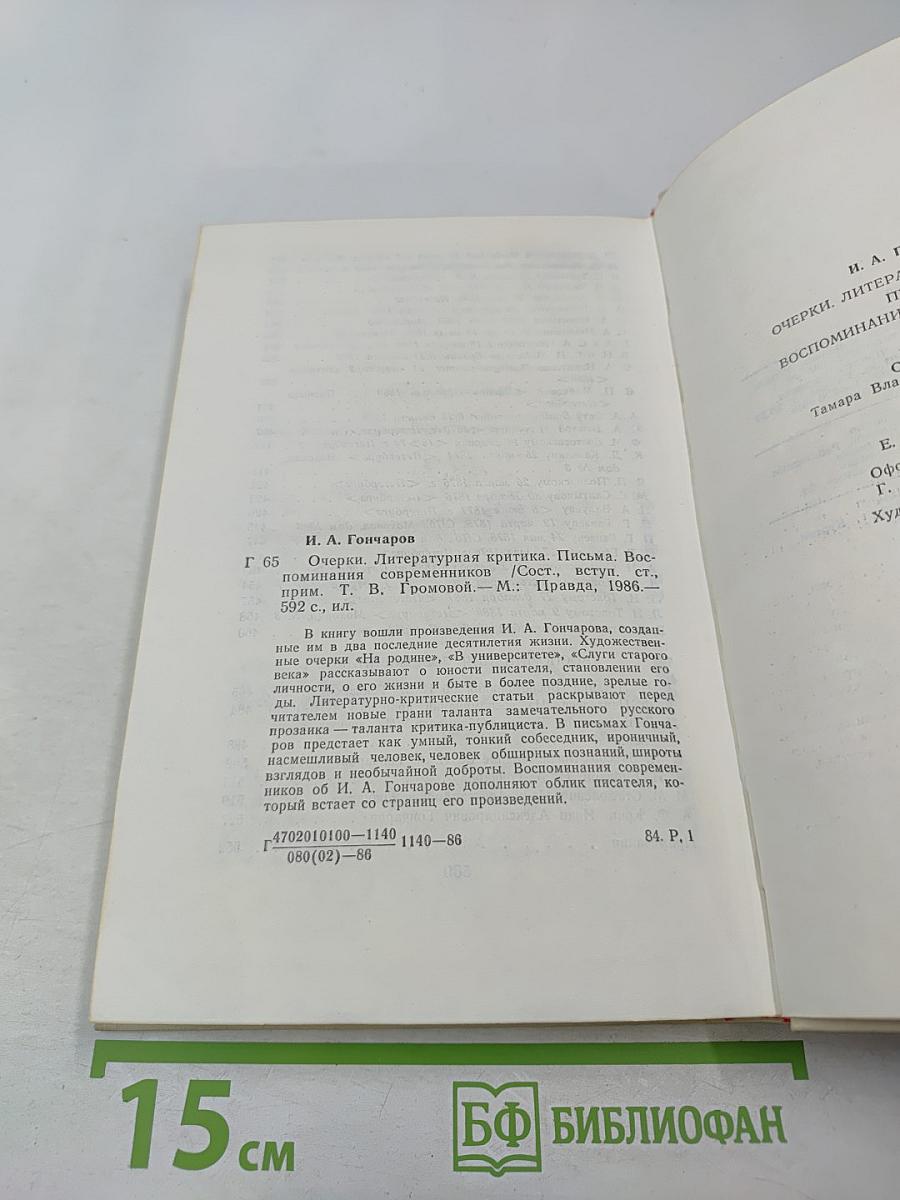 И. А. Гончаров
Г 65 Очерки. Литературная критика. Письма. Вос-
поминания современников /Сост., вступ. ст.,
прим. Т. В. Громовой.— М.: Правда, 1986.—
592 с., ил.
В книгу вошли произведения И. А. Гончарова, создан-
ные им в два последние десятилетия жизни. Художествен-
ные очерки «На родине», «В университете», «Слуги старого
века» рассказывают о юности писателя, становлении его
личности, о его жизни и быте в более поздние, зрелые го-
ды. Литературно-критические статьи раскрывают перед
читателем новые грани таланта замечательного русского
прозаика — таланта критика-публициста. В письмах Гонча-
ров предстает как умный, тонкий собеседник, ироничный,
насмешливый человек, человек обширных познаний, широты
взглядов и необычайной доброты. Воспоминания современ-
ников об И. А. Гончарове дополняют облик писателя, ко-
торый встает со страниц его произведений.
Г 4702010100—1140 1140—86 84. Р, 1
080(02)—86
И. А.
ОЧЕРКИ.
ВОСПОМИНАНИ
Тамара
Е.
Г.
15 см
БФ БИБЛИОФАН